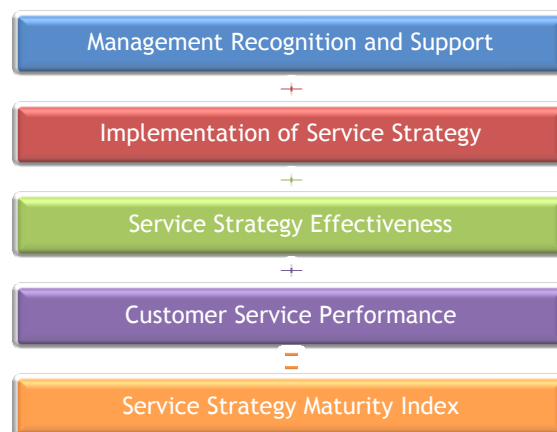 Management Recognition and Support
+
Implementation of Service Strategy
+
Service Strategy Effectiveness
+
Customer Service Performance
=
Service Strategy Maturity Index